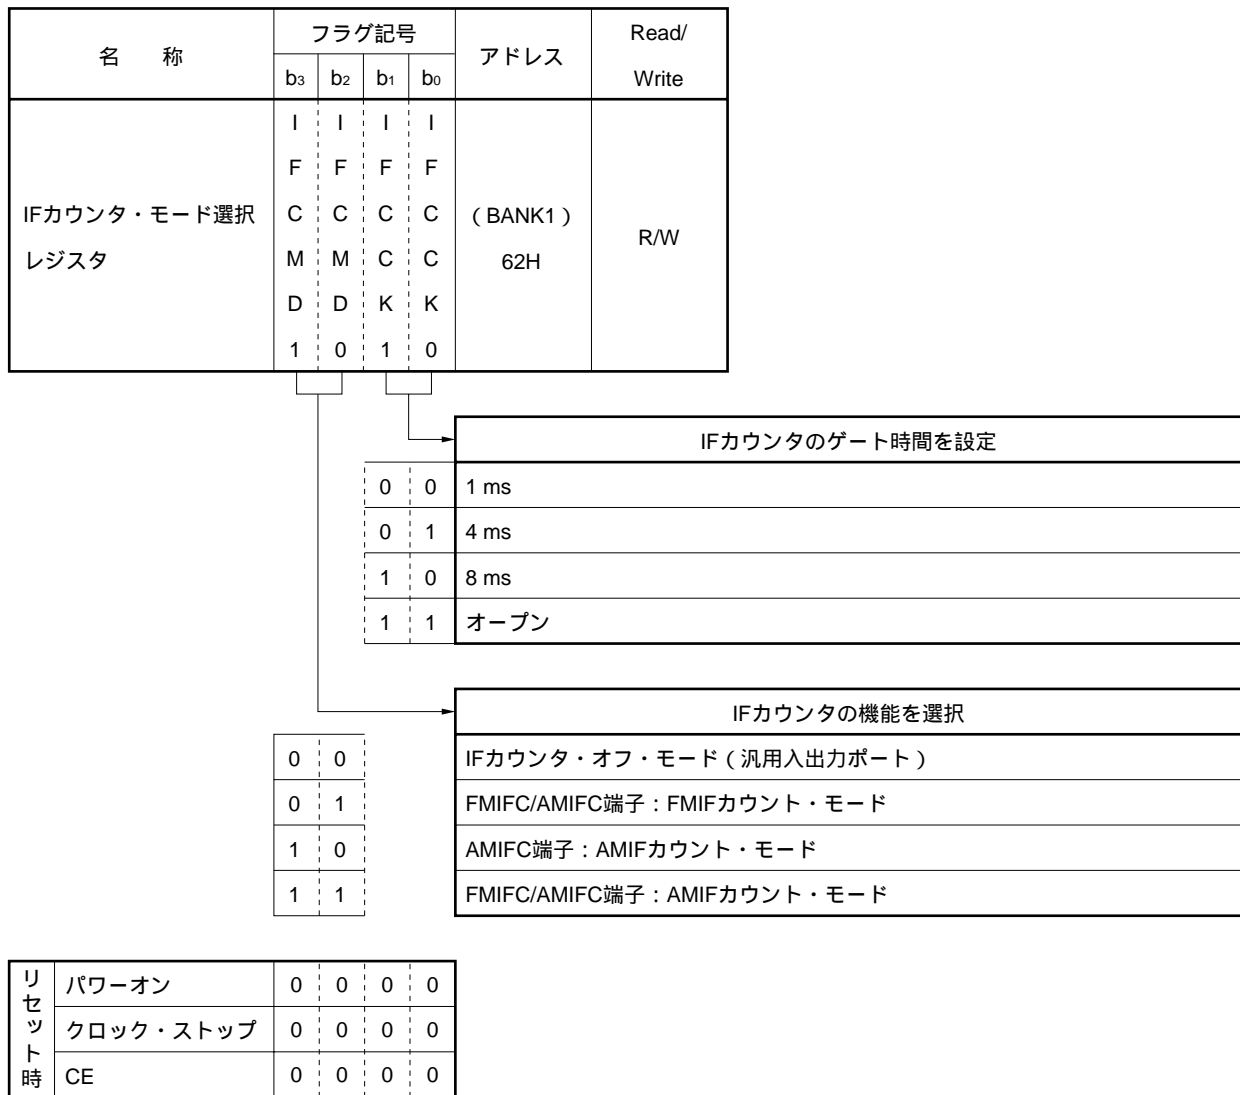 名　称 フラグ記号 アドレス Read/Write
b3 b2 b1 b0
IFカウンタ・モード選択レジスタ
IFCMD1 IFCMD0 IFCCK1 IFCCK0
（BANK1）
62H
R/W
IFカウンタのゲート時間を設定
0 0 1 ms
0 1 4 ms
1 0 8 ms
1 1 オープン
IFカウンタの機能を選択
0 0 IFカウンタ・オフ・モード（汎用入出力ポート）
0 1 FMIFC/AMIFC端子：FMIFカウント・モード
1 0 AMIFC端子：AMIFカウント・モード
1 1 FMIFC/AMIFC端子：AMIFカウント・モード
リセット時
パワーオン 0 0 0 0
クロック・ストップ 0 0 0 0
CE 0 0 0 0